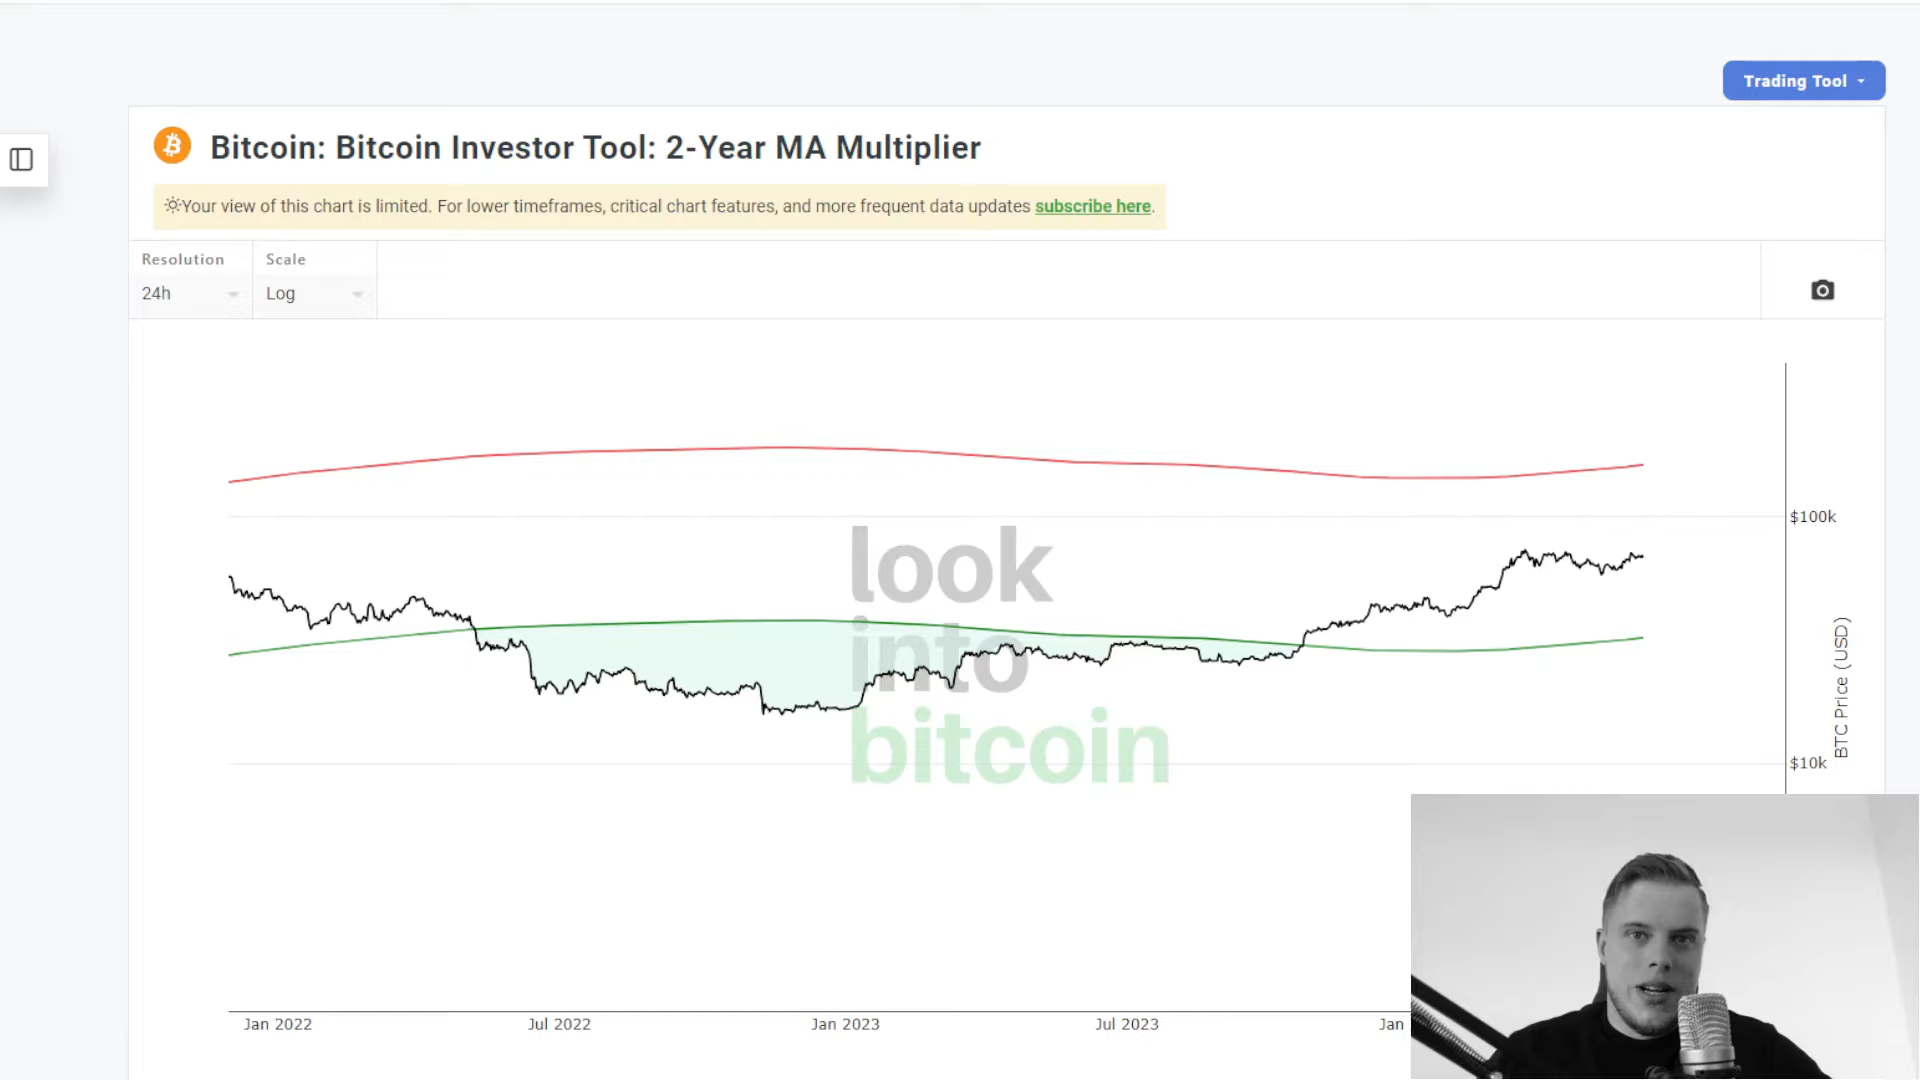 Trading Tool
Bitcoin: Bitcoin Investor Tool: 2-Year MA Multiplier
Your view of this chart is limited. For lower timeframes, critical chart features, and more frequent data updates subscribe here.
Resolution
Scale
24h
Log
look
into
bitcoin
$100k
$10k
BTC Price (USD)
Jan 2022
Jul 2022
Jan 2023
Jul 2023
Jan